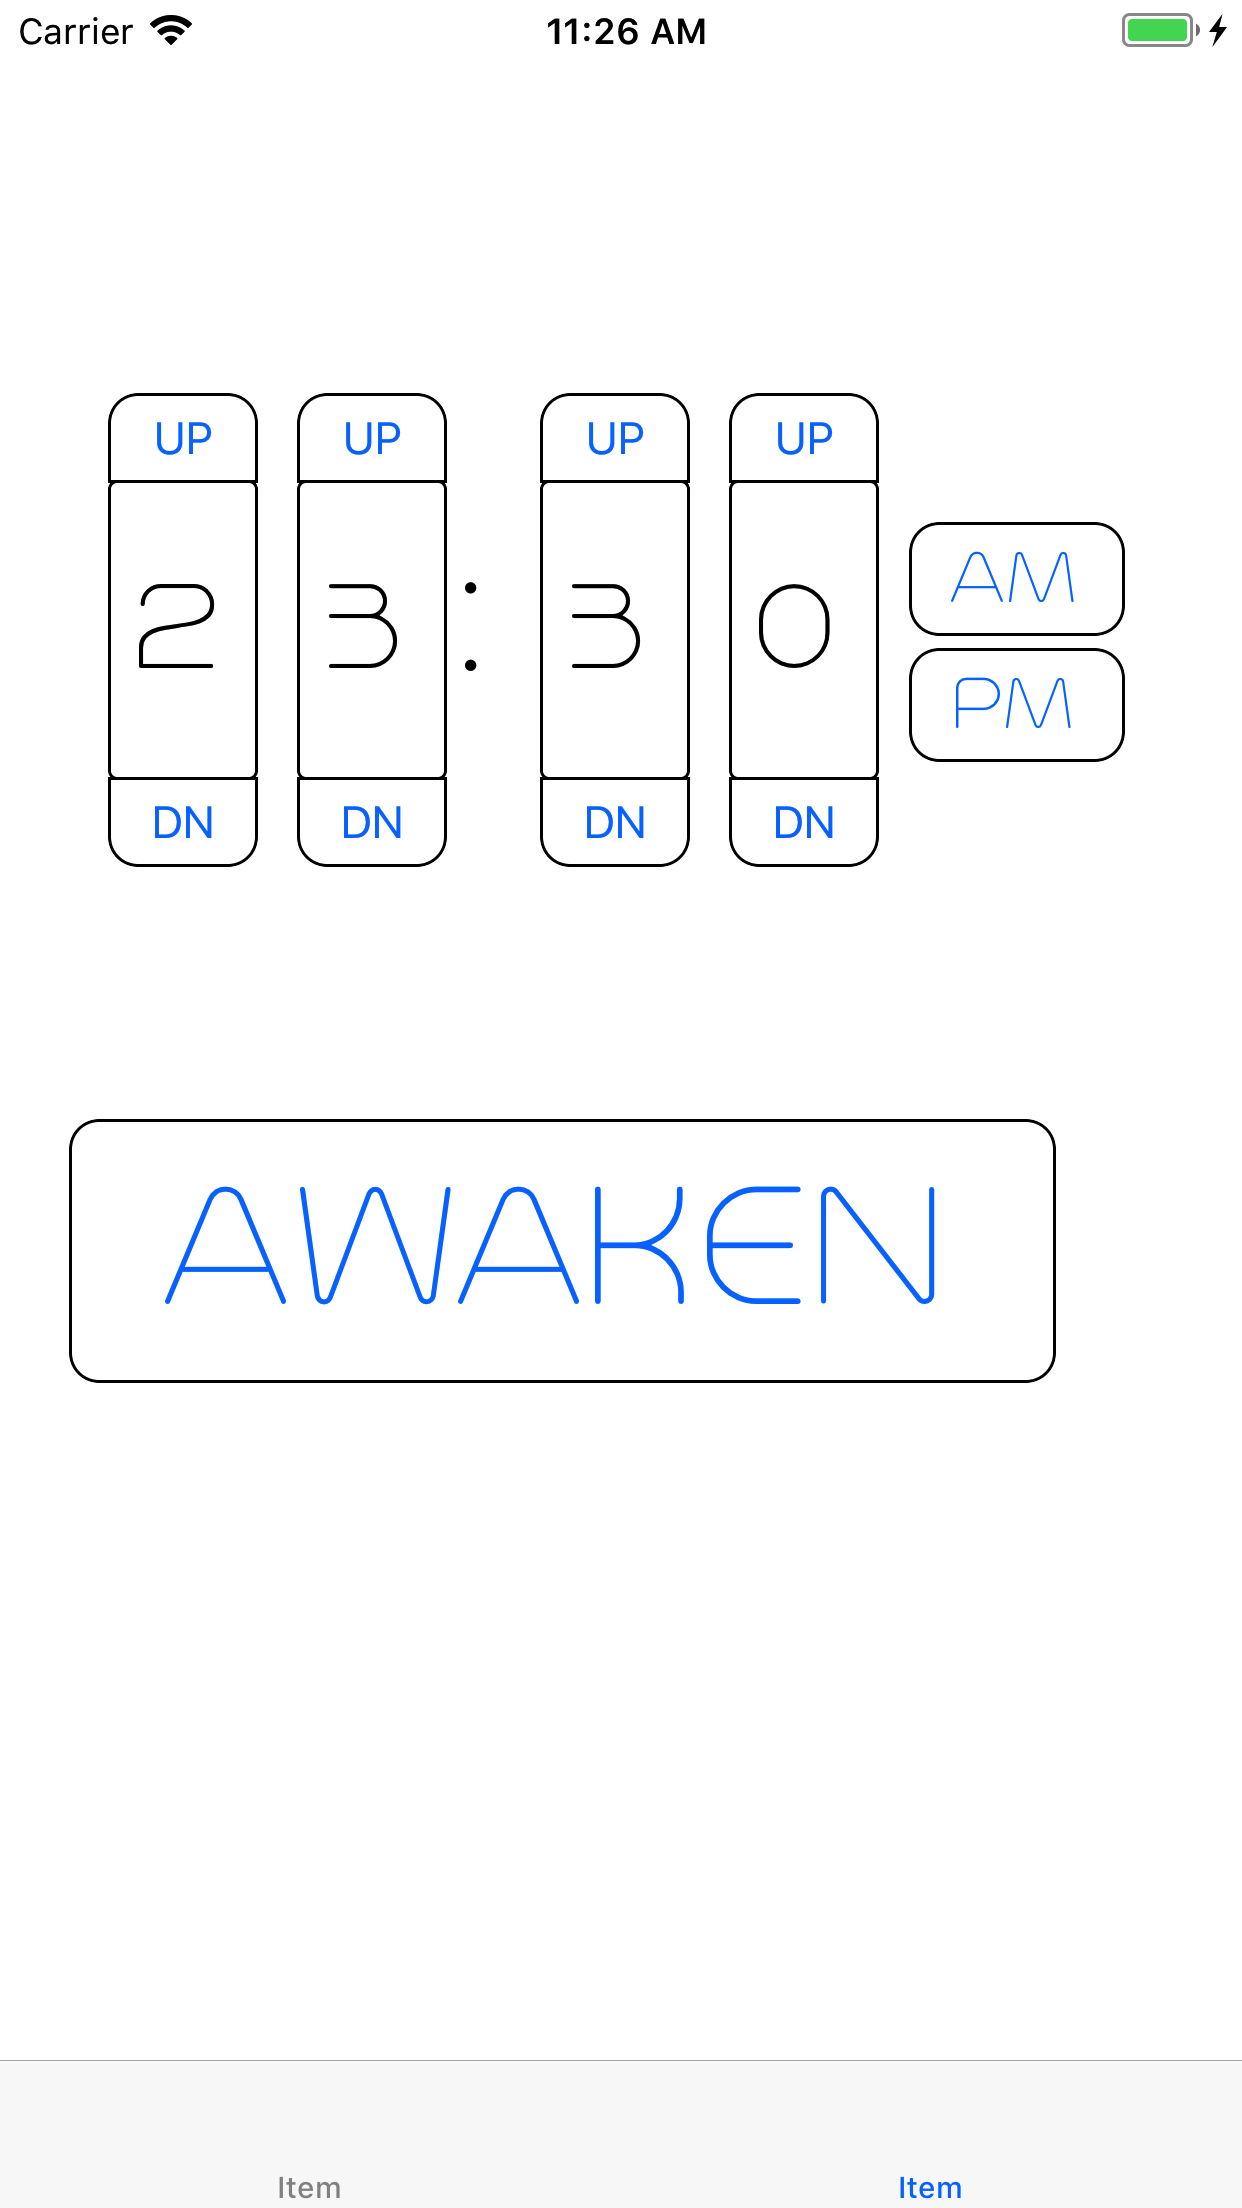 Carrier 11:26 AM
UP UP UP UP
2 3 : 3 0
AM
PM
DN DN DN DN
AWAKEN
Item Item